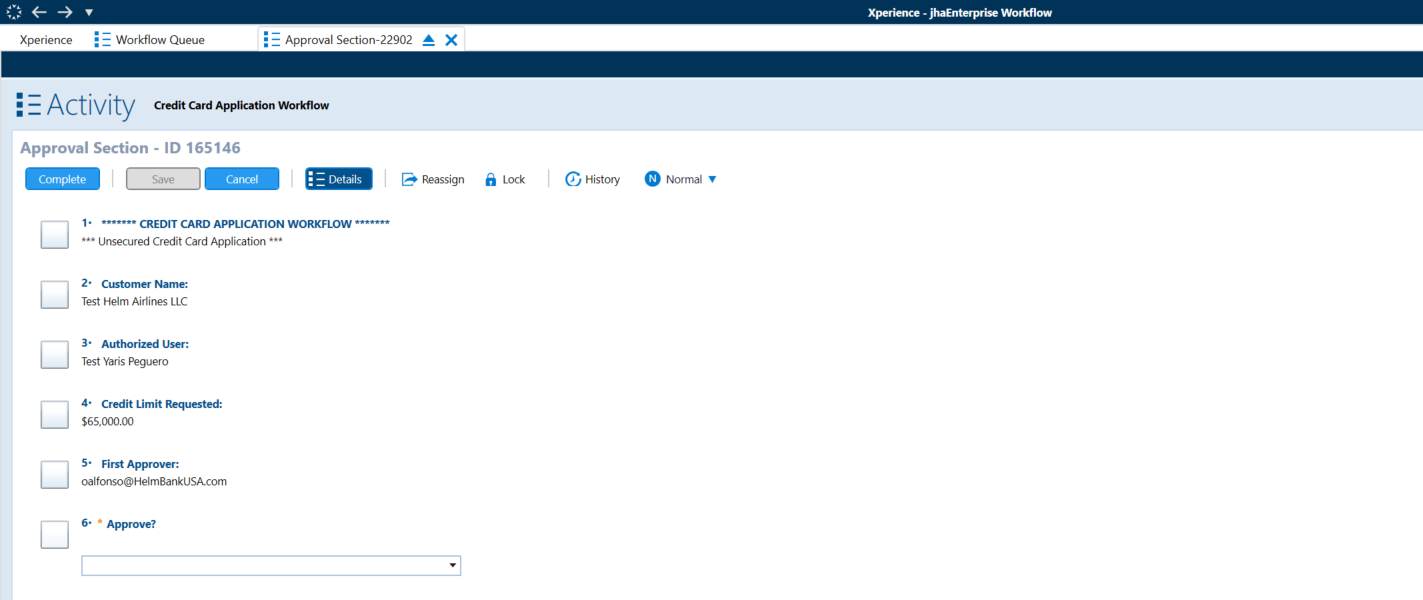 Xperience - jhaEnterprise Workflow
Xperience Workflow Queue Approval Section-22902
Activity Credit Card Application Workflow
Approval Section - ID 165146
Complete Save Cancel Details Reassign Lock History N Normal
1· ******* CREDIT CARD APPLICATION WORKFLOW *******
*** Unsecured Credit Card Application ***
2· Customer Name:
Test Helm Airlines LLC
3· Authorized User:
Test Yaris Peguero
4· Credit Limit Requested:
$65,000.00
5· First Approver:
oalfonso@HelmBankUSA.com
6· * Approve?